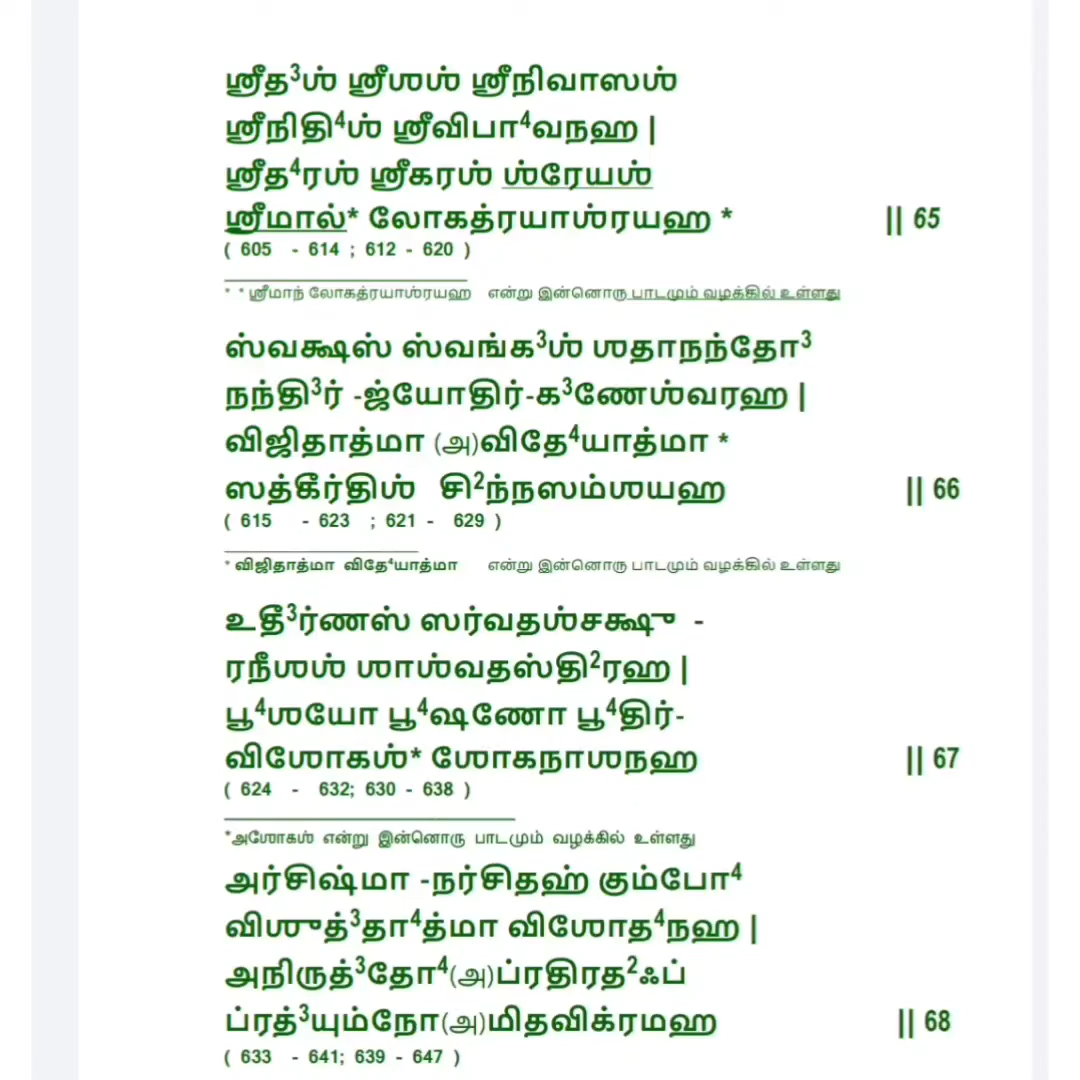 ஶ்ரீத³ஶ் ஶ்ரீஶஶ் ஶ்ரீநிவாஸஶ்
ஶ்ரீநிதி⁴ஶ் ஶ்ரீவிபா⁴வநஹ |
ஶ்ரீத⁴ரஶ் ஶ்ரீகரஶ் ஶ்ரேயஶ்
ஶ்ரீமால்* லோகத்ரயாஶ்ரயஹ * || 65
( 605 - 614 ; 612 - 620 )
* * ஶ்ரீமாந் லோகத்ரயாஶ்ரயஹ என்று இன்னொரு பாடமும் வழக்கில் உள்ளது
ஸ்வக்ஷஸ் ஸ்வங்க³ஶ் ஶதாநந்தோ³
நந்தி³ர் -ஜ்யோதிர்-க³ணேஶ்வரஹ |
விஜிதாத்மா (அ)விதே⁴யாத்மா *
ஸத்கீர்திஶ் சி²ந்நஸம்ஶயஹ || 66
( 615 - 623 ; 621 - 629 )
* விஜிதாத்மா விதே⁴யாத்மா என்று இன்னொரு பாடமும் வழக்கில் உள்ளது
உதீ³ர்ணஸ் ஸர்வதஶ்சக்ஷு -
ரநீஶஶ் ஶாஶ்வதஸ்தி²ரஹ |
பூ⁴ஶயோ பூ⁴ஷணோ பூ⁴திர்-
விஶோகஶ்* ஶோகநாஶநஹ || 67
( 624 - 632; 630 - 638 )
*அஶோகஶ் என்று இன்னொரு பாடமும் வழக்கில் உள்ளது
அர்சிஷ்மா -நர்சிதஹ் கும்போ⁴
விஶுத்³தா⁴த்மா விஶோத⁴நஹ |
அநிருத்³தோ⁴(அ)ப்ரதிரத²ஃப்
ப்ரத்³யும்நோ(அ)மிதவிக்ரமஹ || 68
( 633 - 641; 639 - 647 )